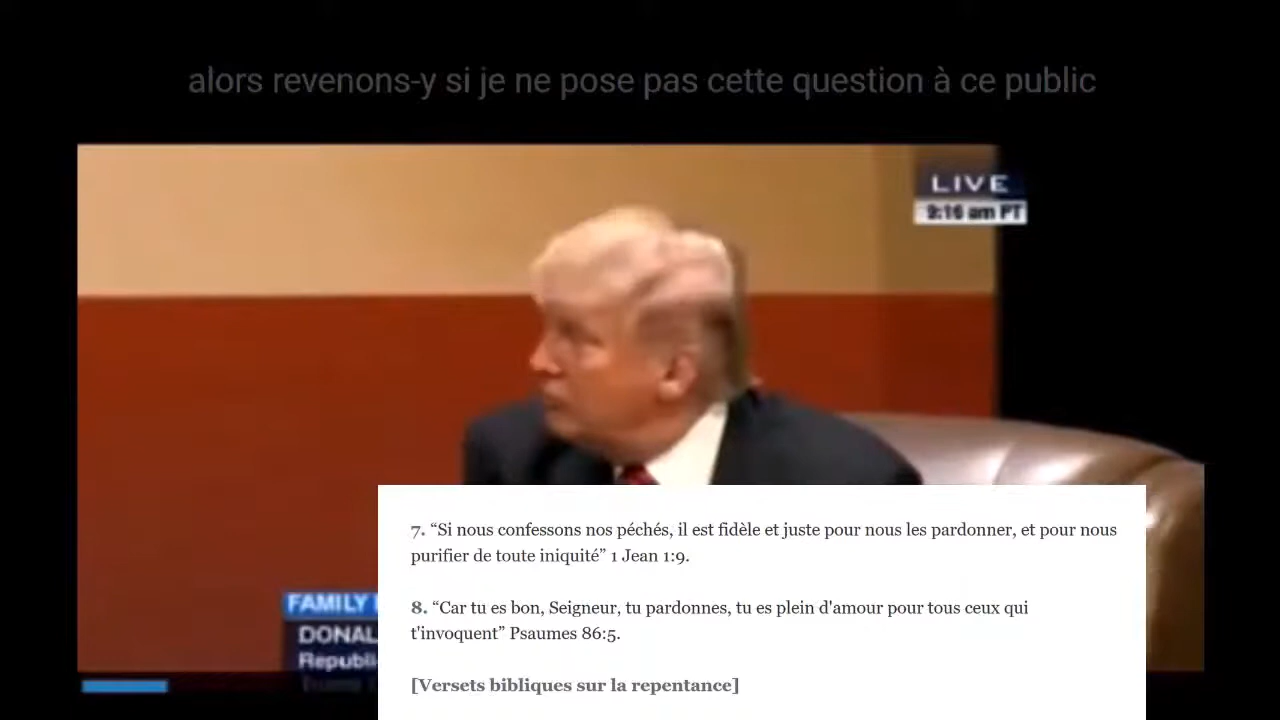 alors revenons-y si je ne pose pas cette question à ce public
LIVE
9:16 am PT
7. “Si nous confessons nos péchés, il est fidèle et juste pour nous les pardonner, et pour nous
purifier de toute iniquité” 1 Jean 1:9.
8. “Car tu es bon, Seigneur, tu pardonnes, tu es plein d'amour pour tous ceux qui
t'invoquent” Psaumes 86:5.
[Versets bibliques sur la repentance]
FAMILY
DONAL
Republi